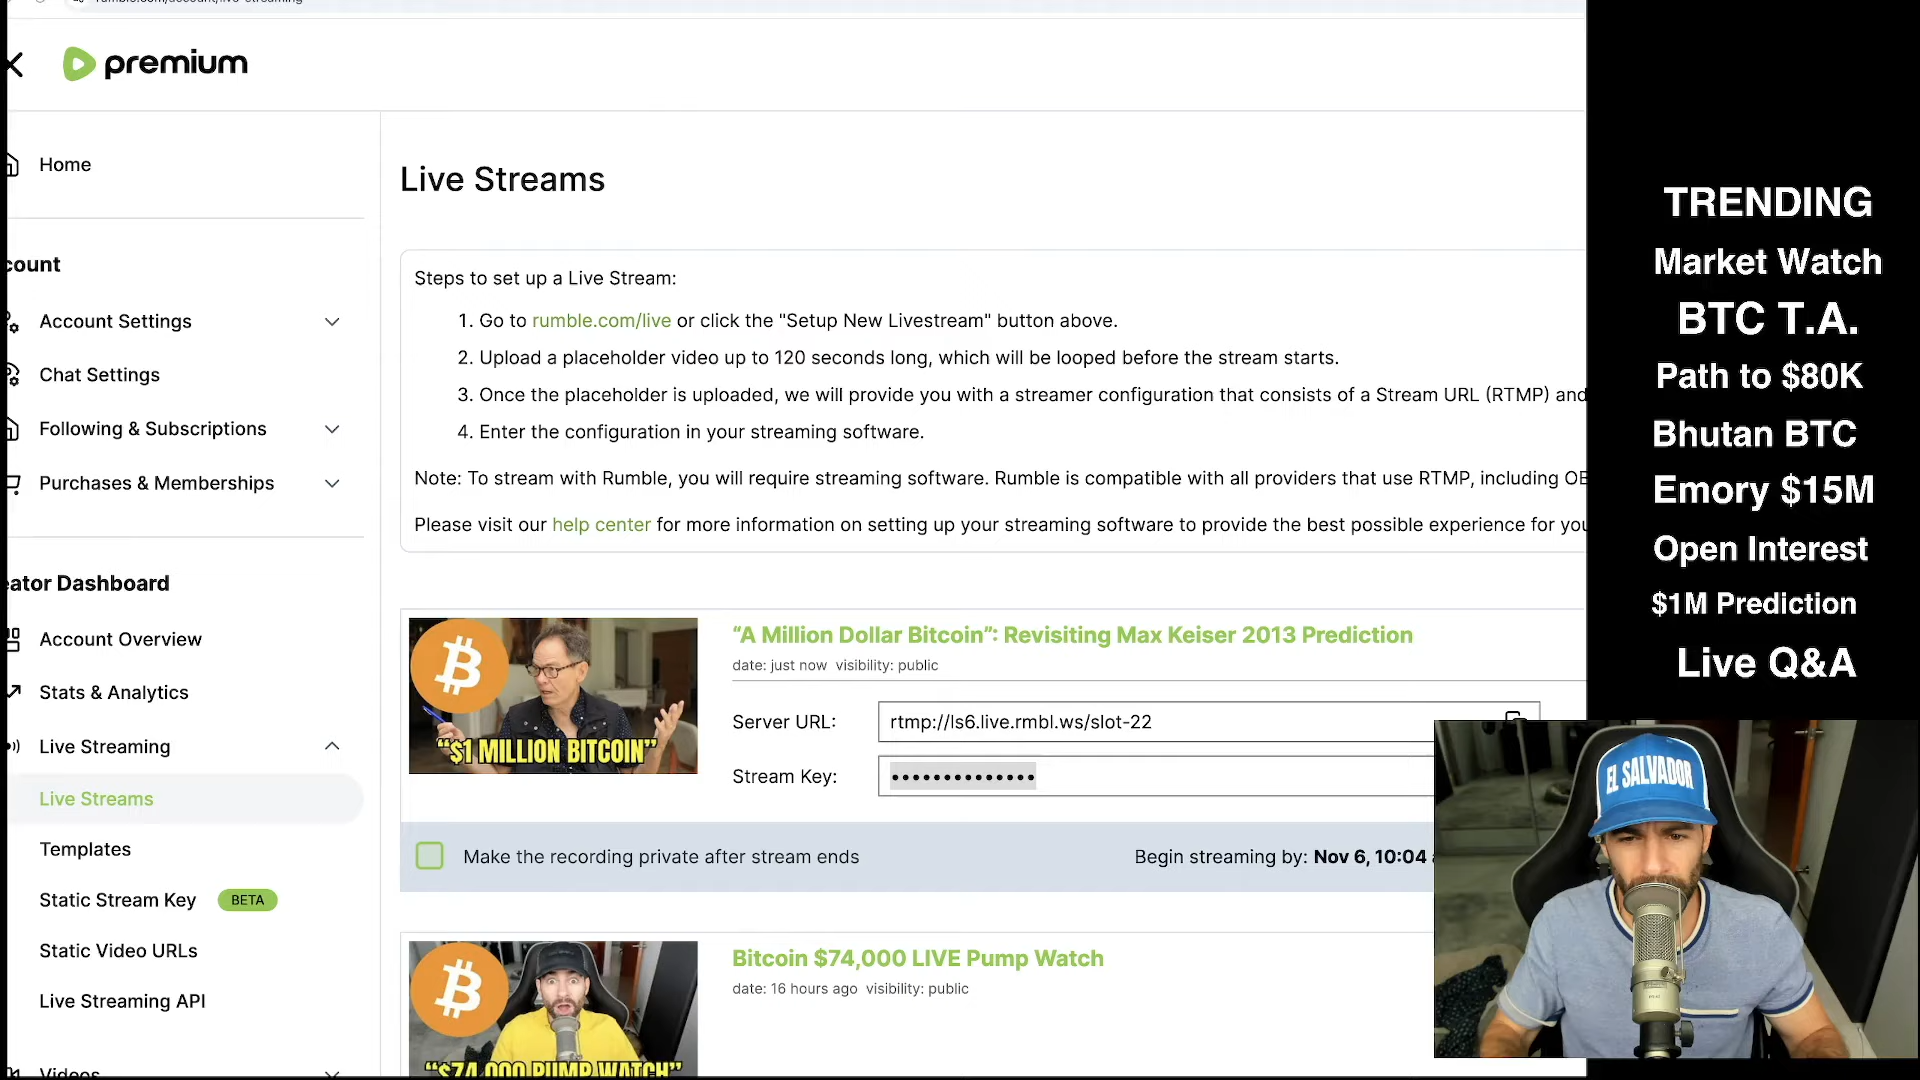 premium
Home
count
Account Settings
Chat Settings
Following & Subscriptions
Purchases & Memberships
eator Dashboard
Account Overview
Stats & Analytics
Live Streaming
Live Streams
Templates
Static Stream Key BETA
Static Video URLs
Live Streaming API
Videos
Live Streams
Steps to set up a Live Stream:
1. Go to rumble.com/live or click the "Setup New Livestream" button above.
2. Upload a placeholder video up to 120 seconds long, which will be looped before the stream starts.
3. Once the placeholder is uploaded, we will provide you with a streamer configuration that consists of a Stream URL (RTMP) and
4. Enter the configuration in your streaming software.
Note: To stream with Rumble, you will require streaming software. Rumble is compatible with all providers that use RTMP, including OB
Please visit our help center for more information on setting up your streaming software to provide the best possible experience for you
"$1 MILLION BITCOIN"
“A Million Dollar Bitcoin”: Revisiting Max Keiser 2013 Prediction
date: just now visibility: public
Server URL: rtmp://ls6.live.rmbl.ws/slot-22
Stream Key: ••••••••••••••
Make the recording private after stream ends
Begin streaming by: Nov 6, 10:04 a
"$74,000 PUMP WATCH"
Bitcoin $74,000 LIVE Pump Watch
date: 16 hours ago visibility: public
TRENDING
Market Watch
BTC T.A.
Path to $80K
Bhutan BTC
Emory $15M
Open Interest
$1M Prediction
Live Q&A
EL SALVADOR